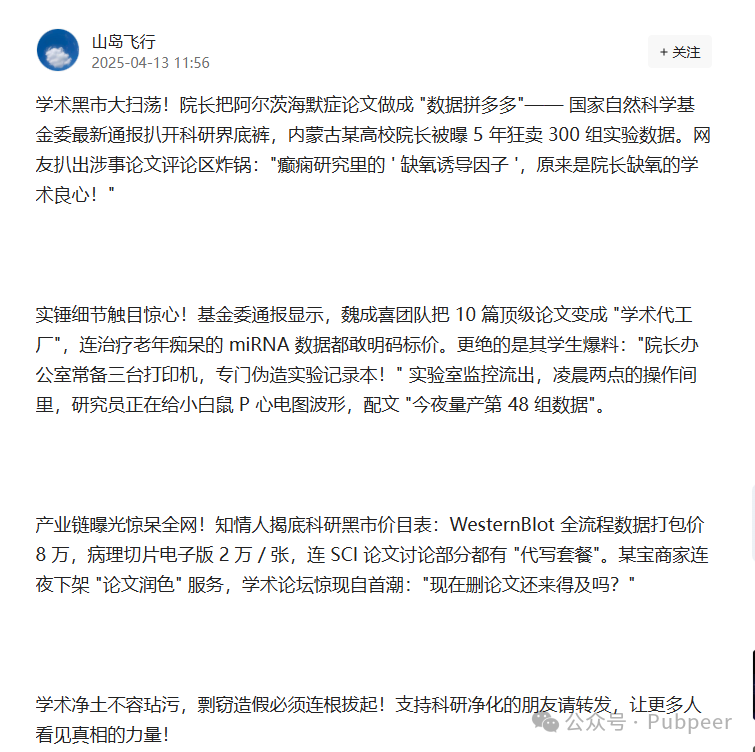 山岛飞行
2025-04-13 11:56
+ 关注
学术黑市大扫荡！院长把阿尔茨海默症论文做成 "数据拼多多"—— 国家自然科学基
金委最新通报扒开科研界底裤，内蒙古某高校院长被曝 5 年狂卖 300 组实验数据。网
友扒出涉事论文评论区炸锅："癫痫研究里的 ' 缺氧诱导因子 '，原来是院长缺氧的学
术良心！"
实锤细节触目惊心！基金委通报显示，魏成喜团队把 10 篇顶级论文变成 "学术代工
厂"，连治疗老年痴呆的 miRNA 数据都敢明码标价。更绝的是其学生爆料："院长办
公室常备三台打印机，专门伪造实验记录本！" 实验室监控流出，凌晨两点的操作间
里，研究员正在给小白鼠 P 心电图波形，配文 "今夜量产第 48 组数据"。
产业链曝光惊呆全网！知情人揭底科研黑市价目表：WesternBlot 全流程数据打包价
8 万，病理切片电子版 2 万 / 张，连 SCI 论文讨论部分都有 "代写套餐"。某宝商家连
夜下架 "论文润色" 服务，学术论坛惊现自首潮："现在删论文还来得及吗？"
学术净土不容玷污，剽窃造假必须连根拔起！支持科研净化的朋友请转发，让更多人
看见真相的力量！
公众号 · Pubpeer